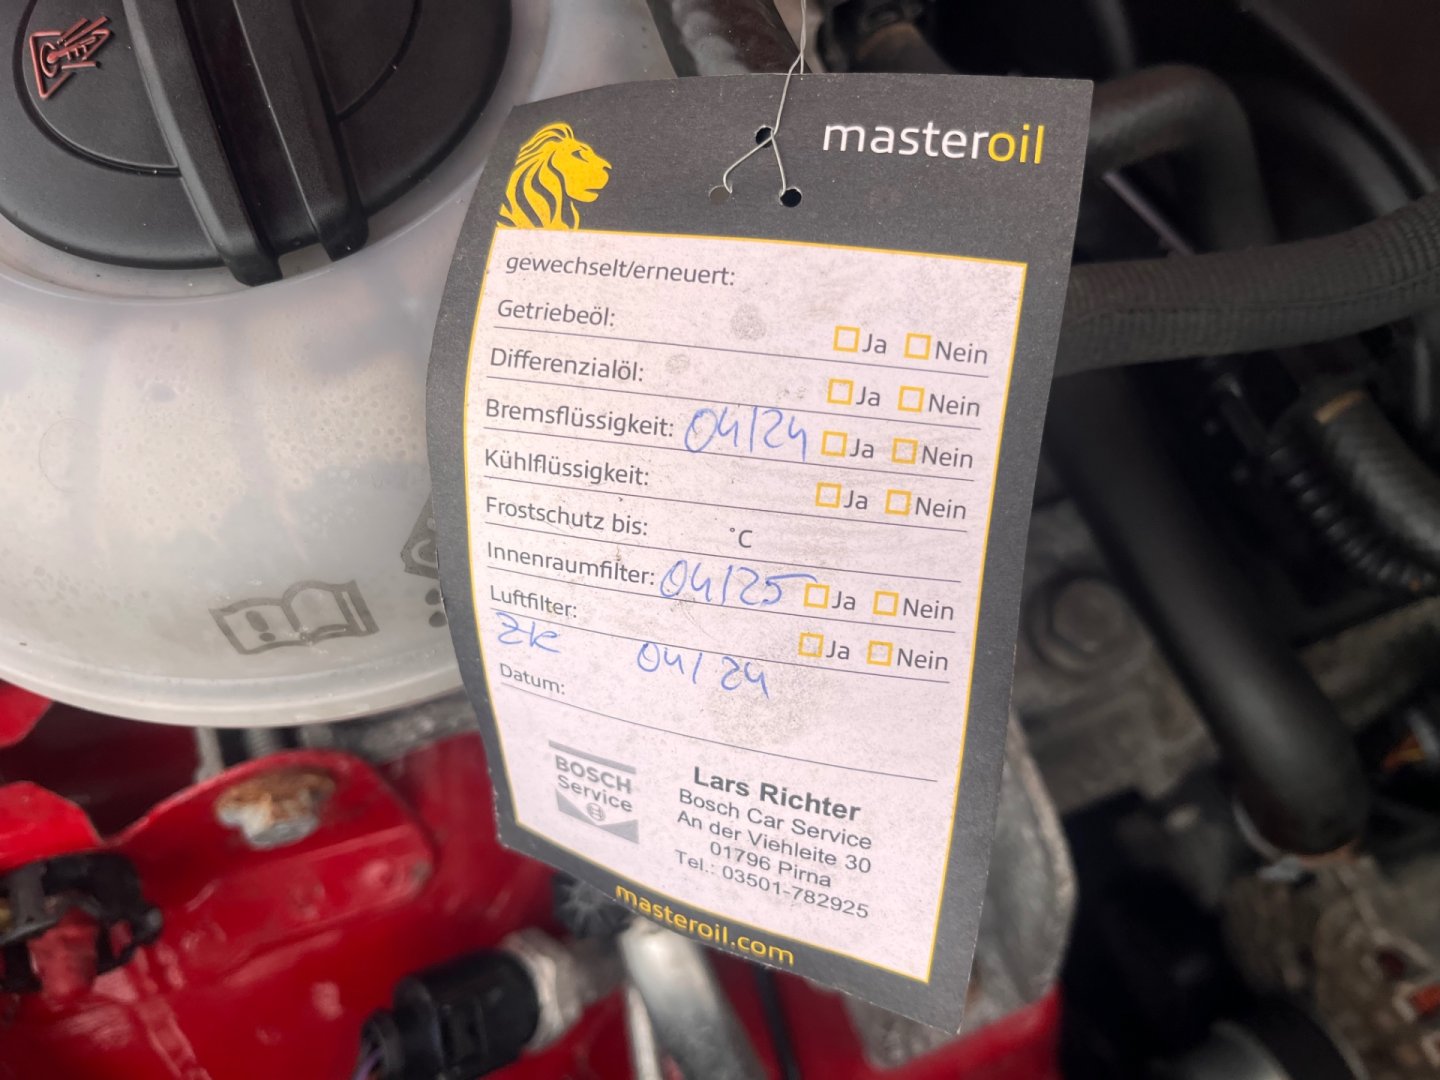 masteroil
gewechselt/erneuert:
Getriebeöl: Ja Nein
Differenzialöl: Ja Nein
Bremsflüssigkeit: 04/24 Ja Nein
Kühlflüssigkeit: Ja Nein
Frostschutz bis: °C
Innenraumfilter: 04/25 Ja Nein
Luftfilter: Ja Nein
ZK 04/24
Datum:
BOSCH
Service
Lars Richter
Bosch Car Service
An der Viehleite 30
01796 Pirna
Tel.: 03501-782925
masteroil.com